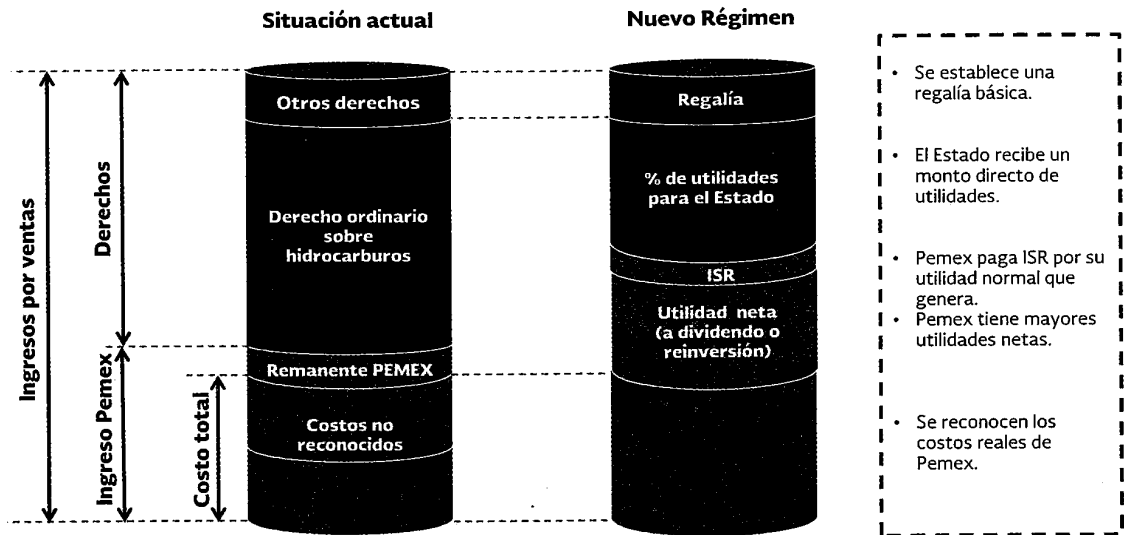 Situación actual
Nuevo Régimen
Ingresos por ventas
Derechos
Ingreso Pemex
Costo total
Otros derechos
Derecho ordinario
sobre
hidrocarburos
Remanente PEMEX
Costos no
reconocidos
Regalía
% de utilidades
para el Estado
ISR
Utilidad neta
(a dividendo o
reinversión)
• Se establece una
regalía básica.
• El Estado recibe un
monto directo de
utilidades.
• Pemex paga ISR por su
utilidad normal que
genera.
• Pemex tiene mayores
utilidades netas.
• Se reconocen los
costos reales de
Pemex.